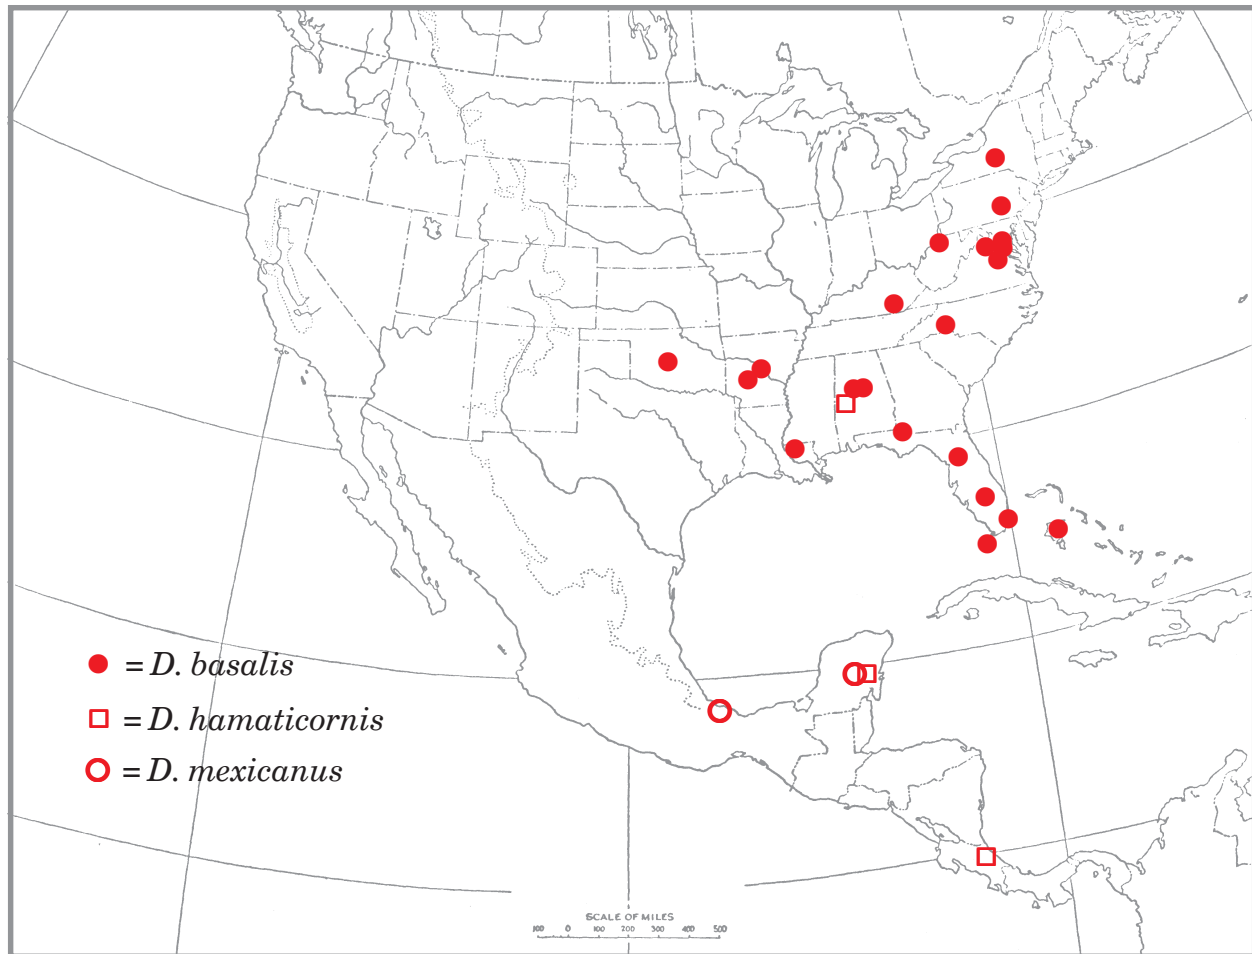 = D. basalis
= D. hamaticornis
= D. mexicanus
SCALE OF MILES
100 0 100 200 300 400 500